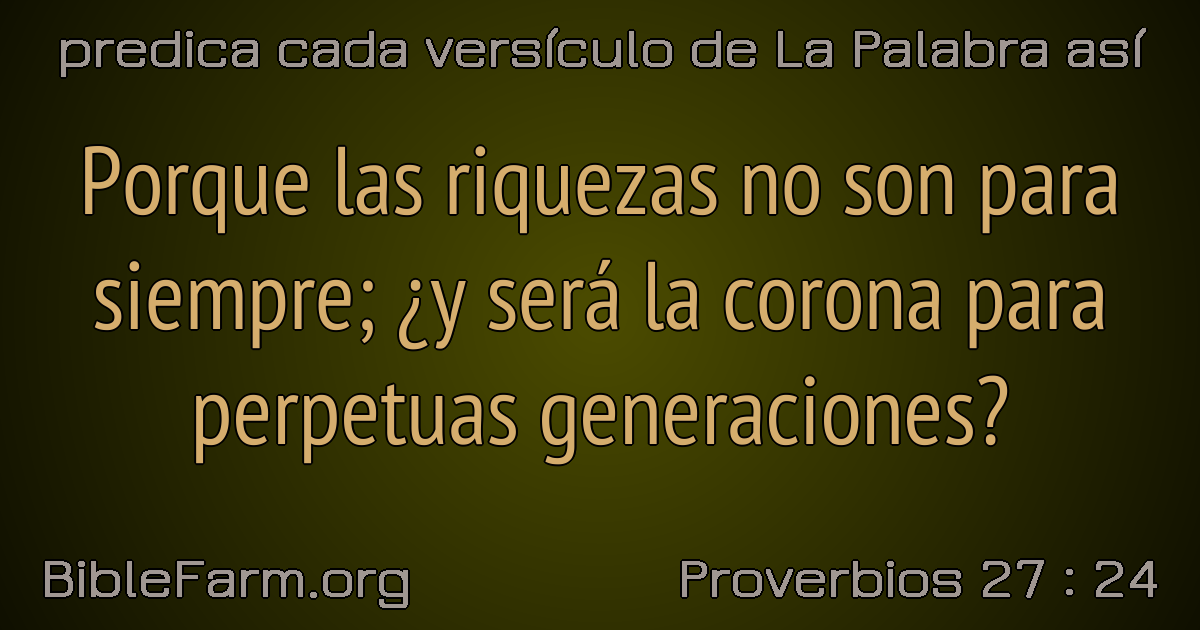 predica cada versículo de La Palabra así
Porque las riquezas no son para
siempre; ¿y será la corona para
perpetuas generaciones?
BibleFarm.org
Proverbios 27 : 24